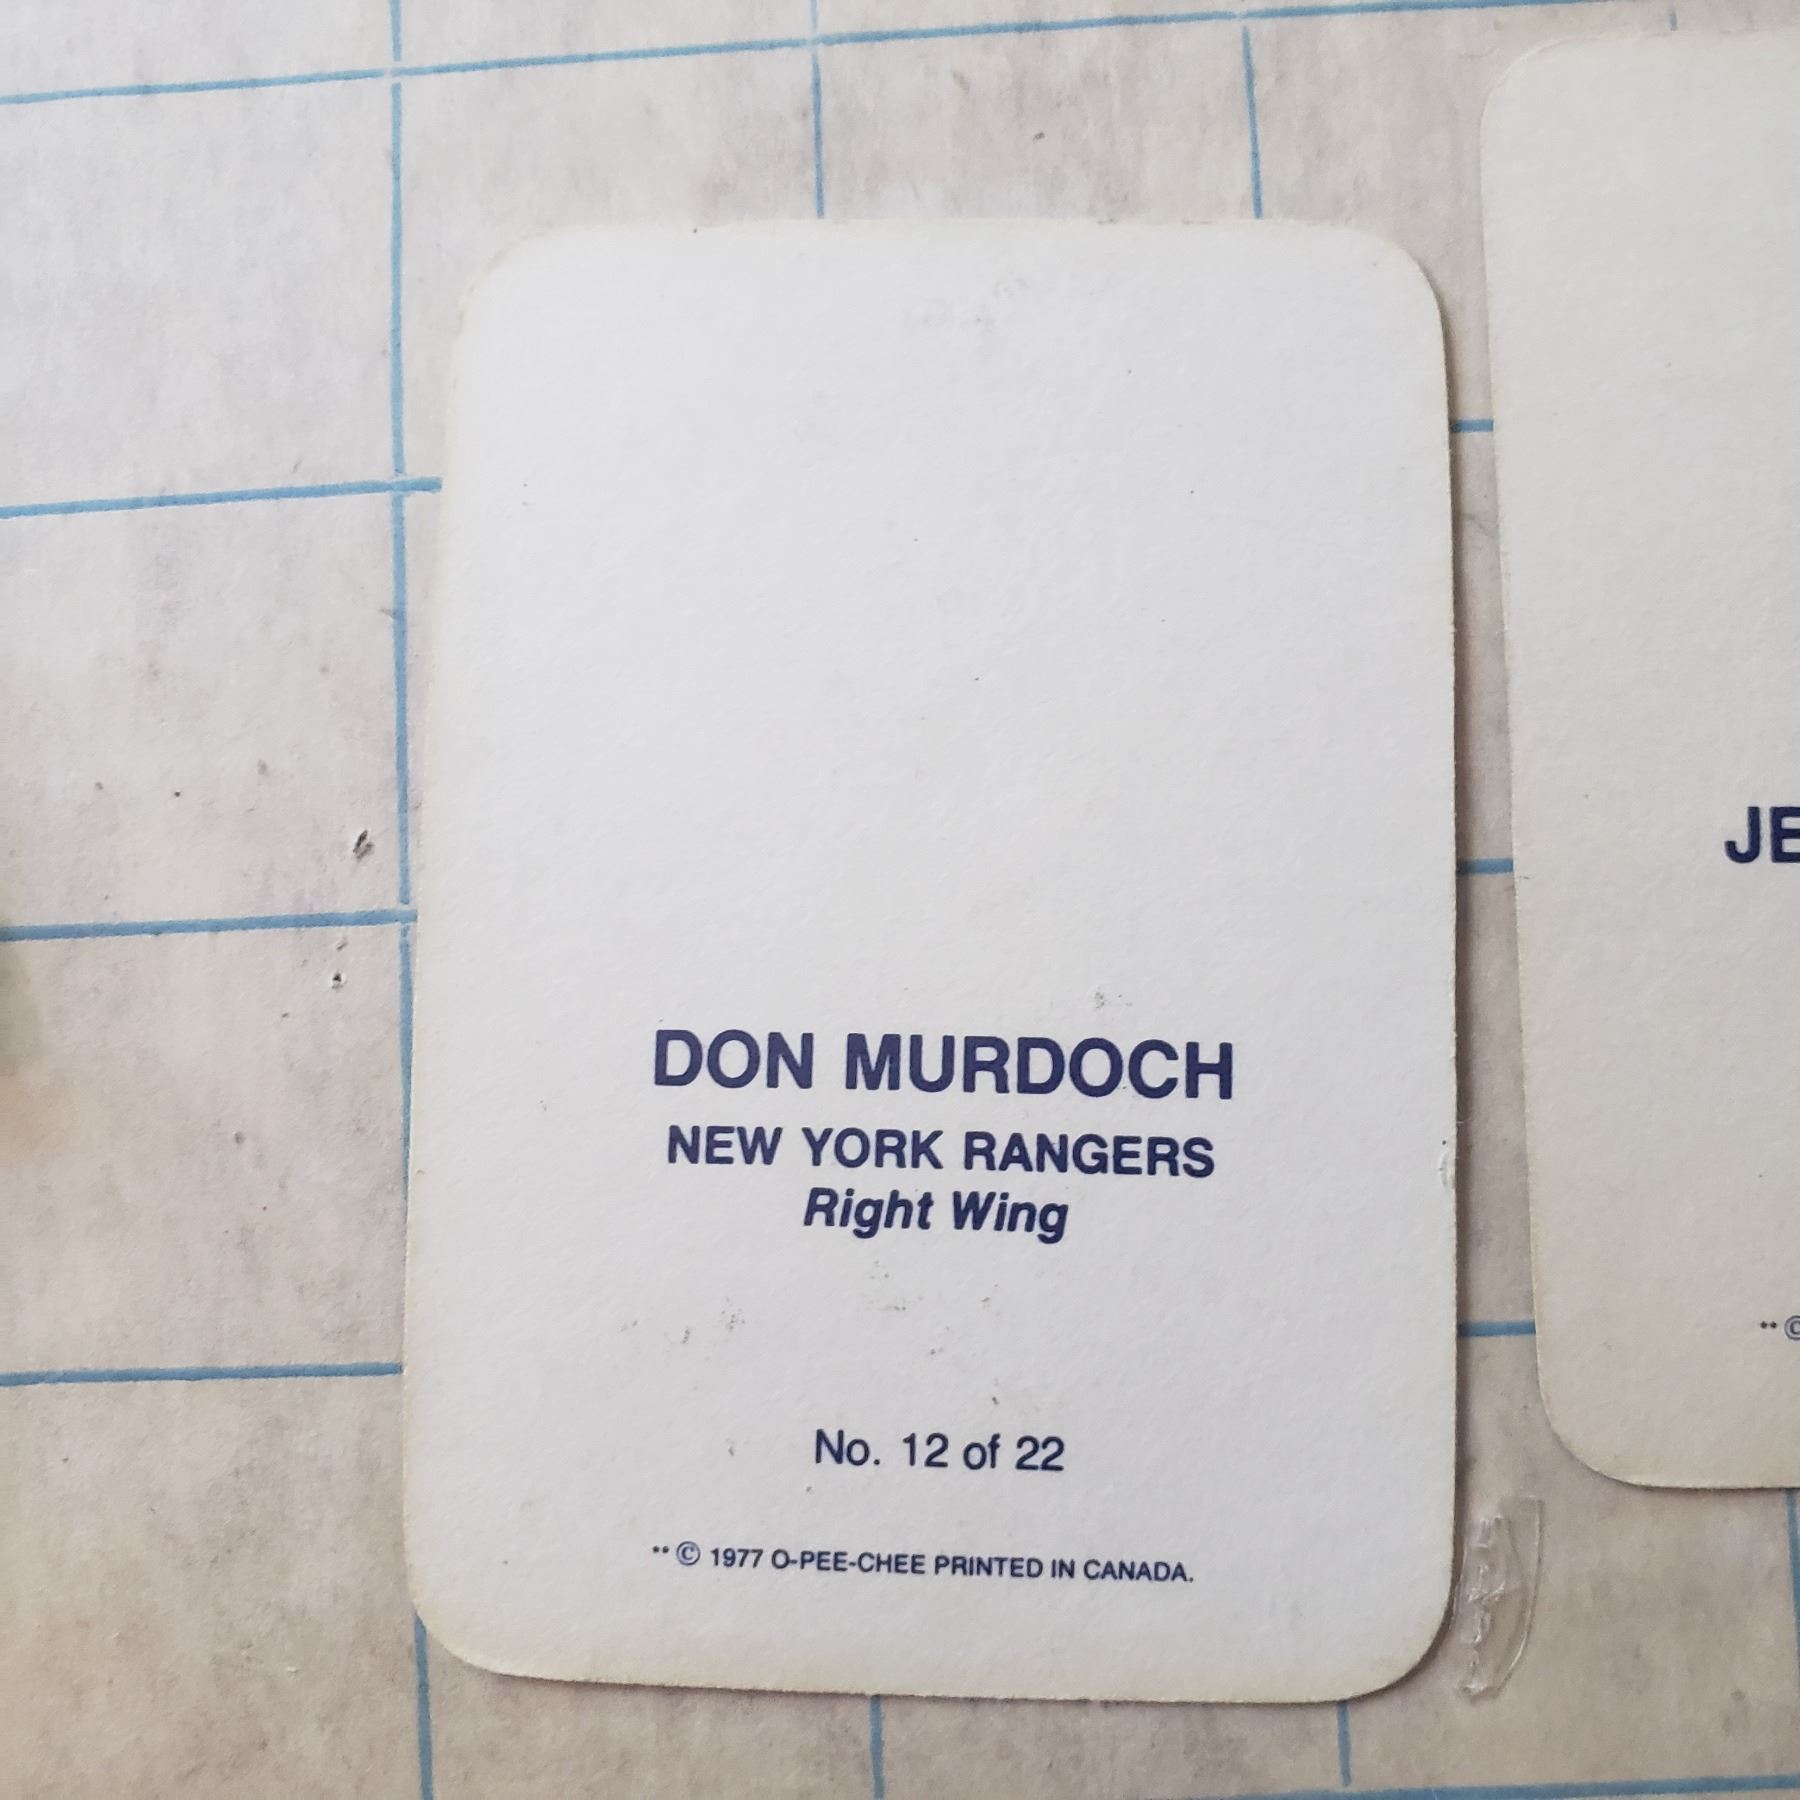 DON MURDOCH
NEW YORK RANGERS
Right Wing
No. 12 of 22
** © 1977 O-PEE-CHEE PRINTED IN CANADA.
JE
** ©